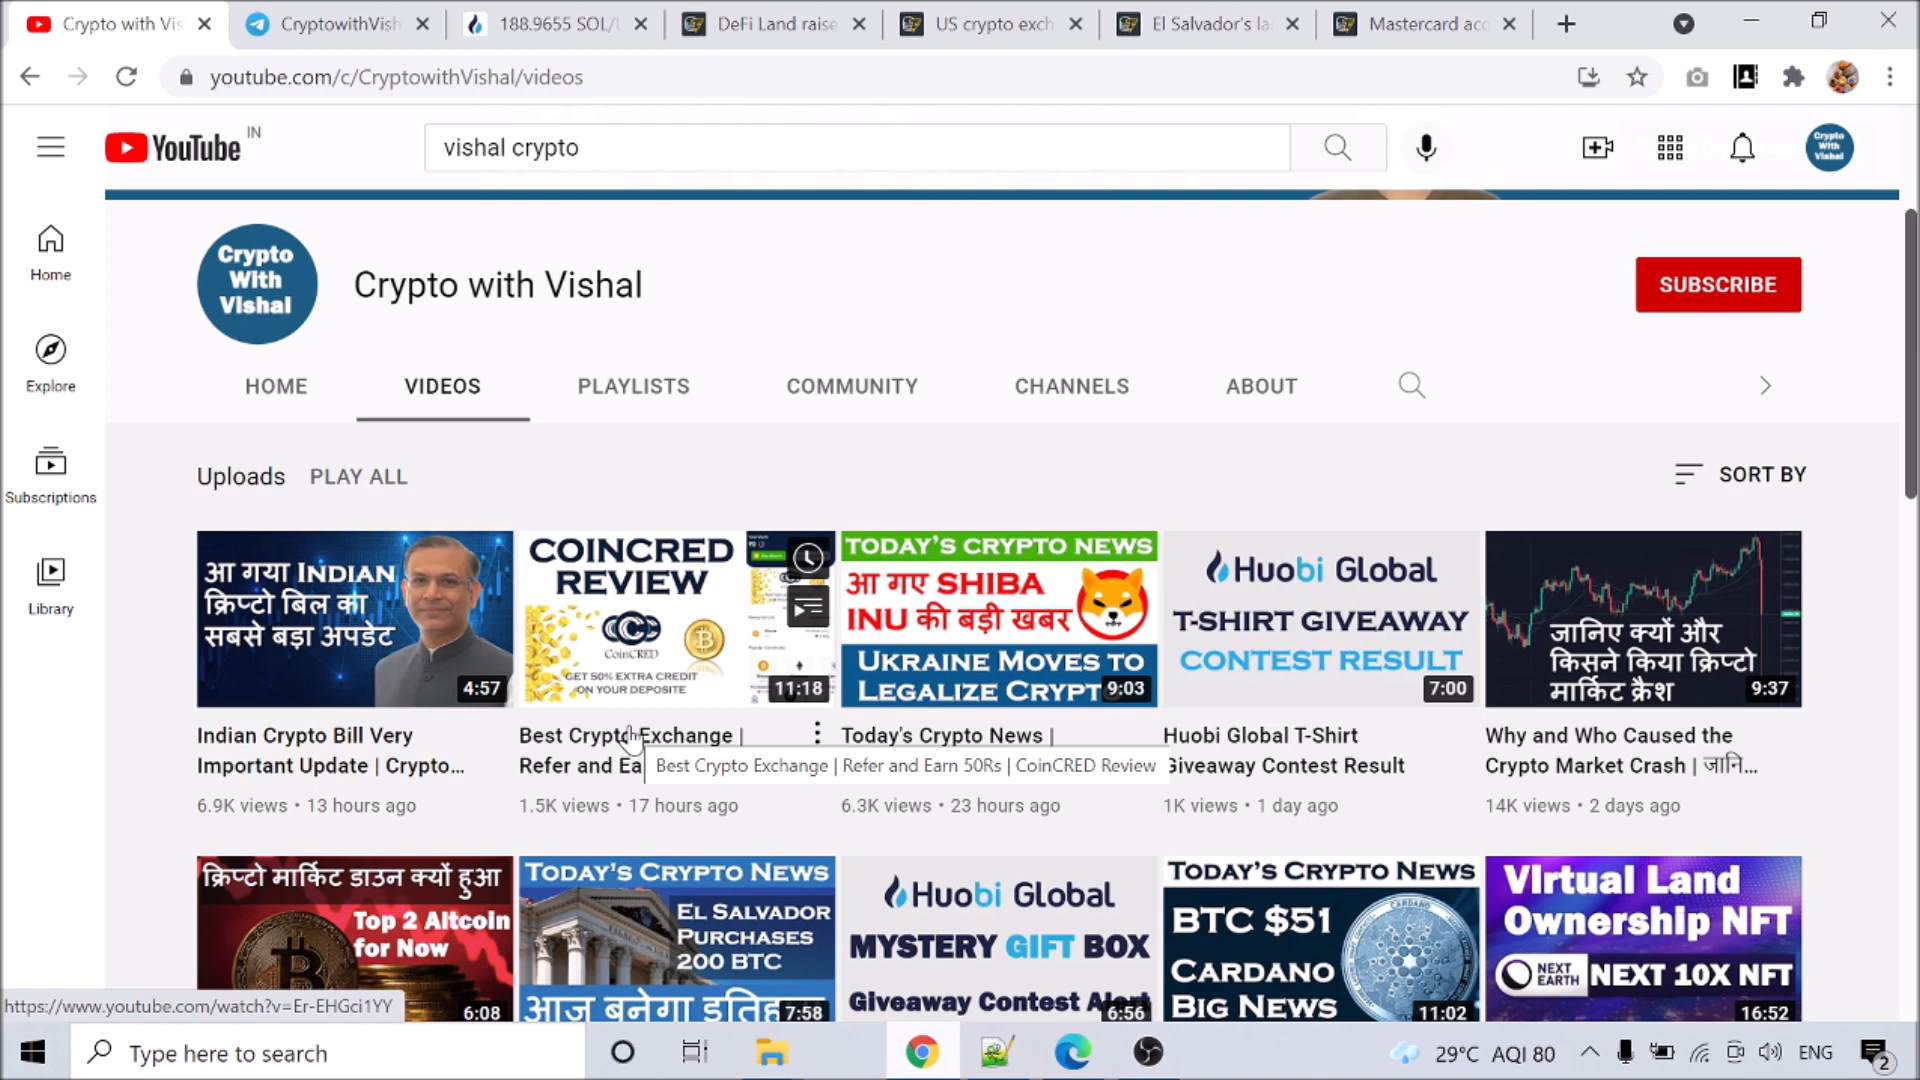 Crypto with Vis
CryptowithVish
188.9655 SOL/
DeFi Land raise
US crypto exch
El Salvador's la
Mastercard acq
youtube.com/c/CryptowithVishal/videos
YouTube IN
vishal crypto
Crypto With Vishal
Home
Explore
Subscriptions
Library
Crypto With Vishal
Crypto with Vishal
SUBSCRIBE
HOME
VIDEOS
PLAYLISTS
COMMUNITY
CHANNELS
ABOUT
Uploads
PLAY ALL
SORT BY
आ गया INDIAN
क्रिप्टो बिल का
सबसे बड़ा अपडेट
4:57
COINCRED
REVIEW
CoinCRED
GET 50% EXTRA CREDIT
ON YOUR DEPOSITE
11:18
TODAY'S CRYPTO NEWS
आ गए SHIBA
INU की बड़ी खबर
UKRAINE MOVES TO
LEGALIZE CRYPT
9:03
Huobi Global
T-SHIRT GIVEAWAY
CONTEST RESULT
7:00
जानिए क्यों और
किसने किया क्रिप्टो
मार्किट क्रैश
9:37
Indian Crypto Bill Very
Important Update | Crypto...
6.9K views • 13 hours ago
Best Crypto Exchange |
Refer and Ea
1.5K views • 17 hours ago
Best Crypto Exchange | Refer and Earn 50Rs | CoinCRED Review
Today's Crypto News |
6.3K views • 23 hours ago
Huobi Global T-Shirt
Giveaway Contest Result
1K views • 1 day ago
Why and Who Caused the
Crypto Market Crash | जानि...
14K views • 2 days ago
क्रिप्टो मार्किट डाउन क्यों हुआ
Top 2 Altcoin
for Now
6:08
TODAY'S CRYPTO NEWS
EL SALVADOR
PURCHASES
200 BTC
आज बनेगा इतिह
7:58
Huobi Global
MYSTERY GIFT BOX
Giveaway Contest Alert
6:56
TODAY'S CRYPTO NEWS
BTC $51
CARDANO
BIG NEWS
11:02
Virtual Land
Ownership NFT
NEXT EARTH
NEXT 10X NFT
16:52
https://www.youtube.com/watch?v=Er-EHGci1YY
Type here to search
29°C AQI 80
ENG
2